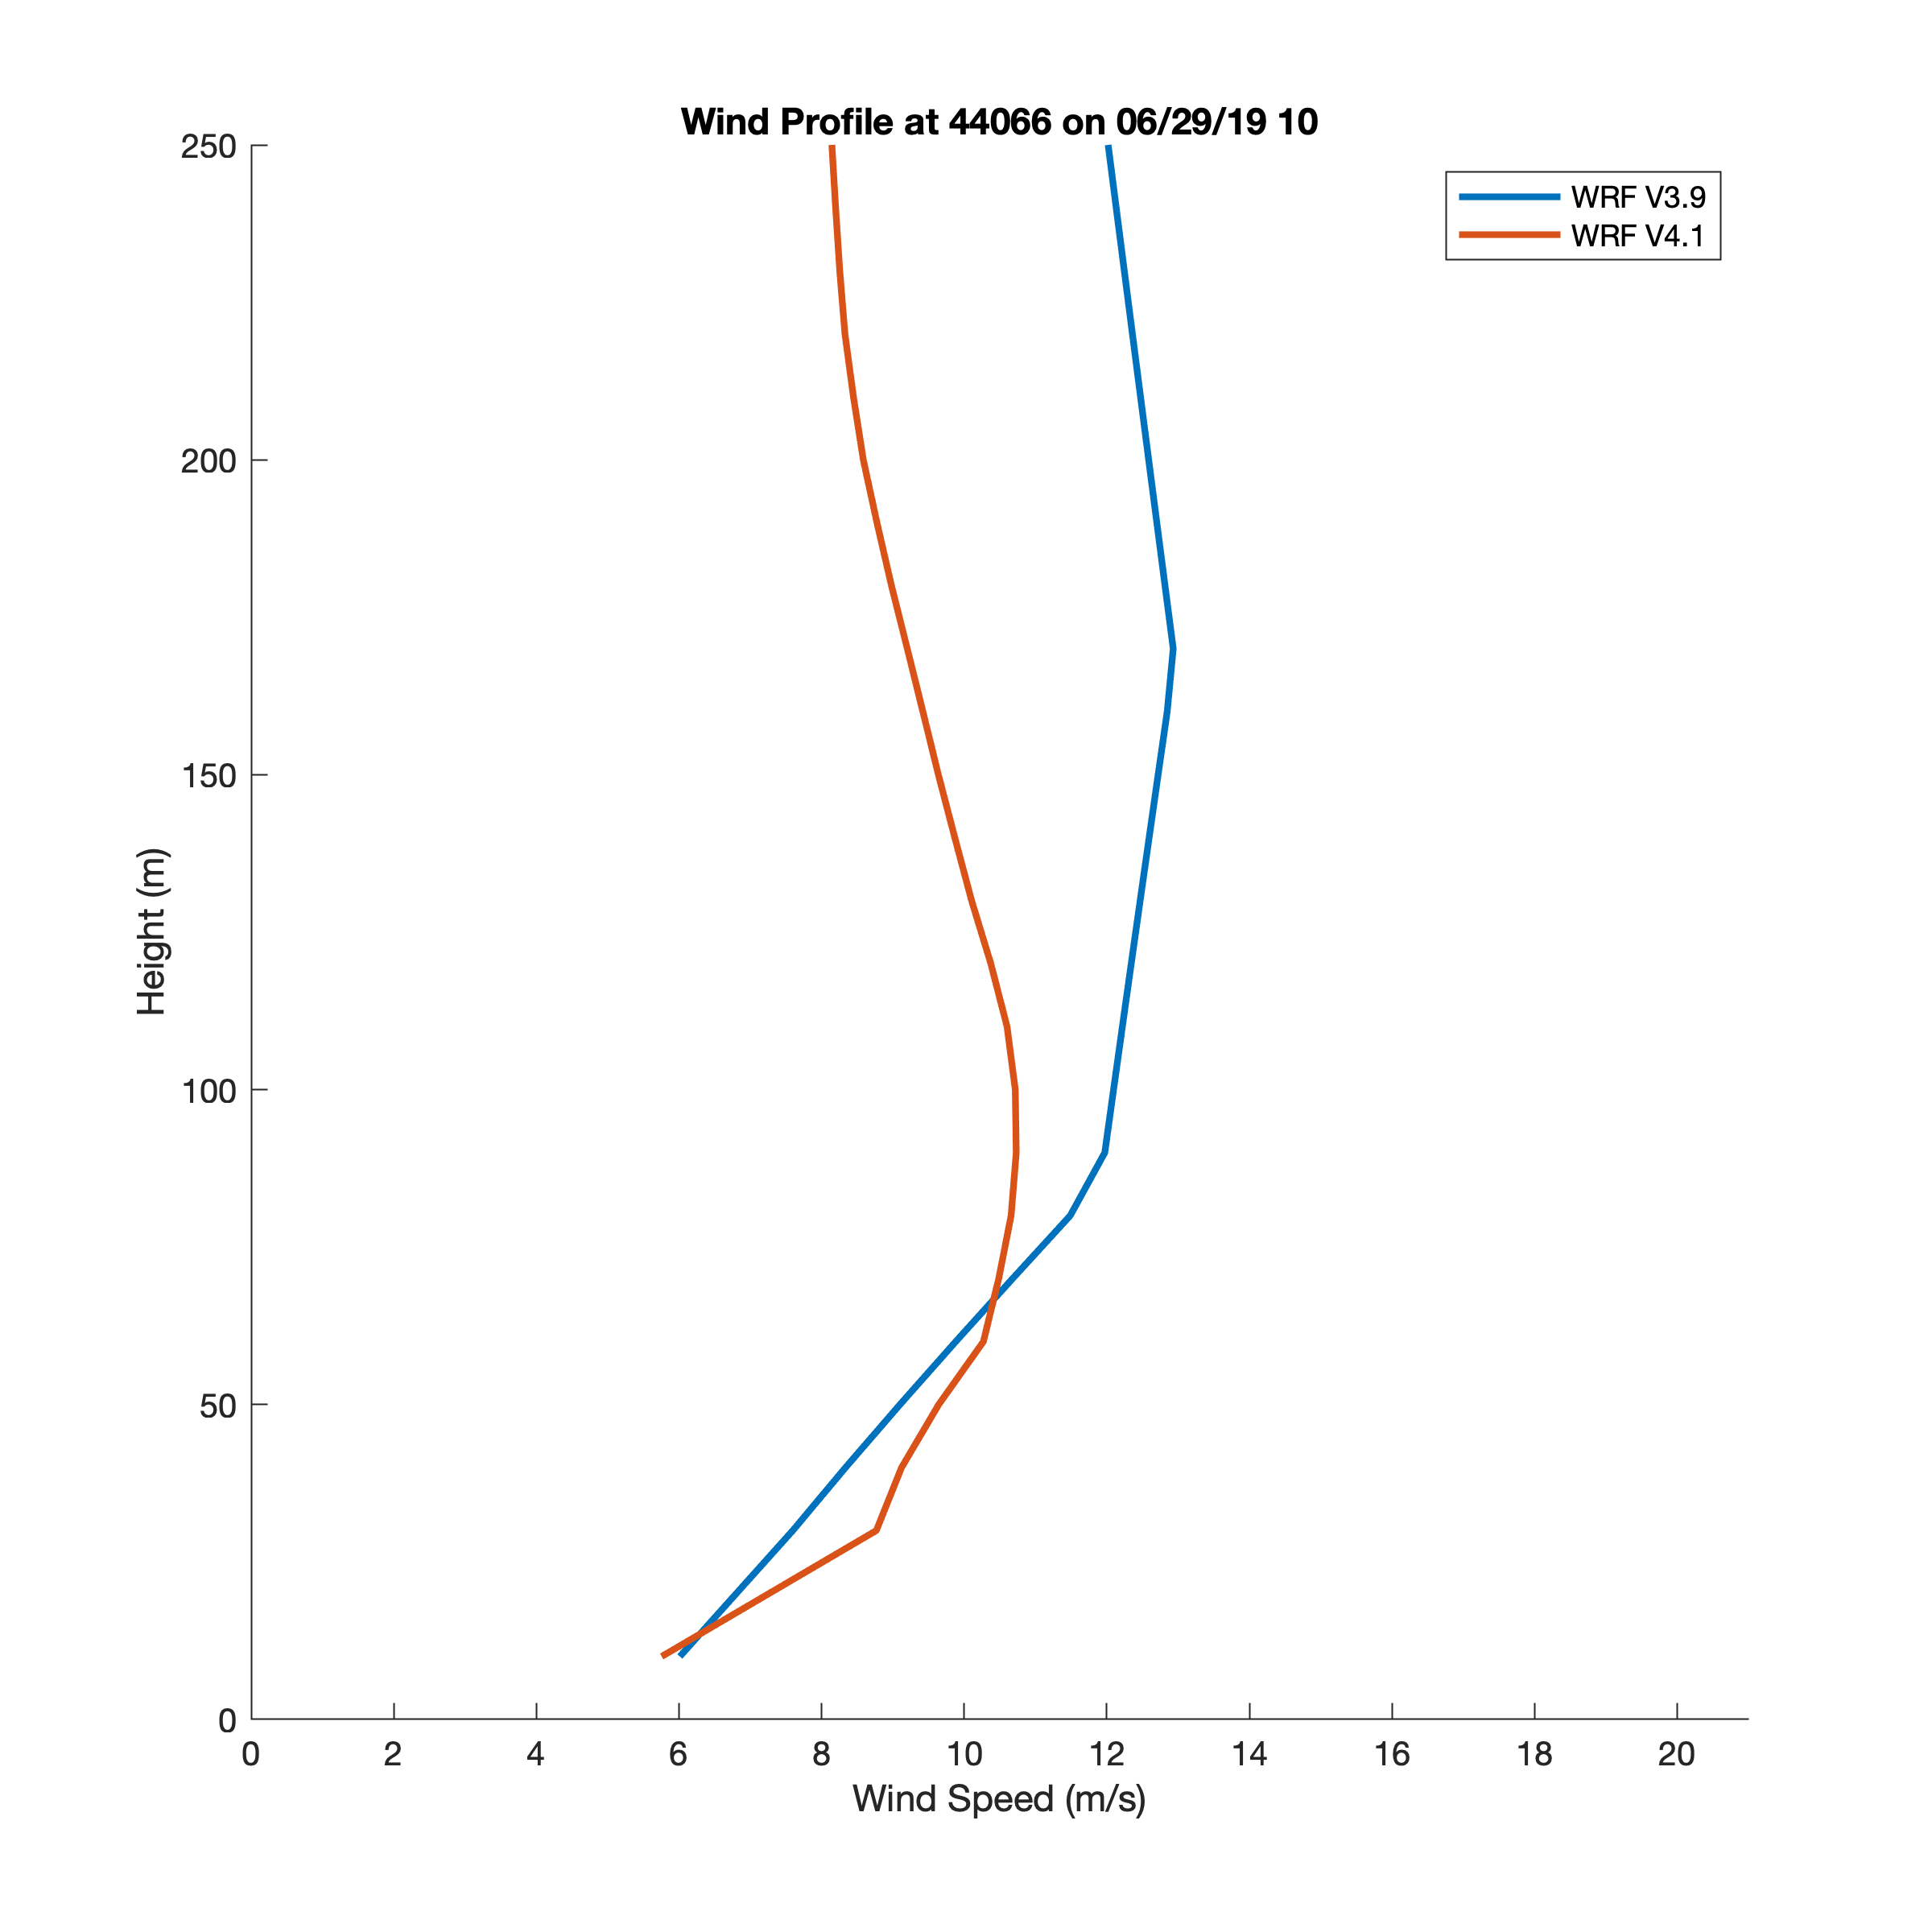 Wind Profile at 44066 on 06/29/19 10
WRF V3.9
WRF V4.1
250
200
150
100
50
0
Height (m)
0 2 4 6 8 10 12 14 16 18 20
Wind Speed (m/s)